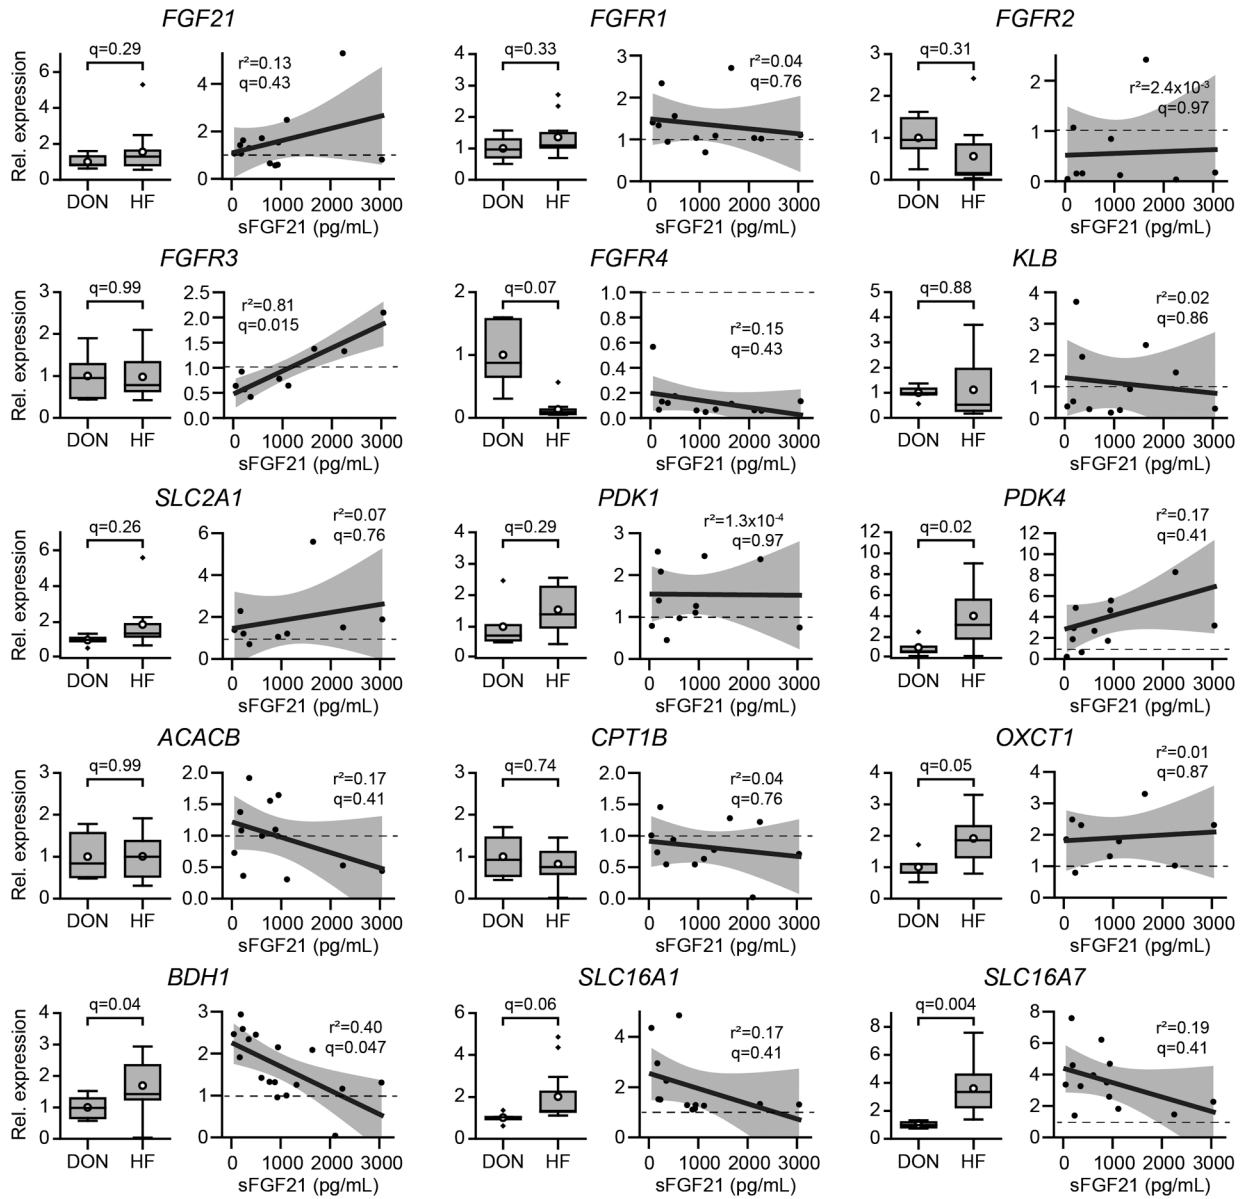 FGF21 FGFR1 FGFR2
Rel. expression
6
4
2
0
q=0.29
DON HF
4
2
0
r²=0.13
q=0.43
0 1000 2000 3000
sFGF21 (pg/mL)
4
3
2
1
0
q=0.33
DON HF
3
2
1
0
r²=0.04
q=0.76
0 1000 2000 3000
sFGF21 (pg/mL)
3
2
1
0
q=0.31
DON HF
2
1
0
r²=2.4x10⁻³
q=0.97
0 1000 2000 3000
sFGF21 (pg/mL)
FGFR3 FGFR4 KLB
Rel. expression
3
2
1
0
q=0.99
DON HF
2.5
2.0
1.5
1.0
0.5
0.0
r²=0.81
q=0.015
0 1000 2000 3000
sFGF21 (pg/mL)
2
1
0
q=0.07
DON HF
1.0
0.8
0.6
0.4
0.2
0.0
r²=0.15
q=0.43
0 1000 2000 3000
sFGF21 (pg/mL)
5
4
3
2
1
0
q=0.88
DON HF
4
3
2
1
0
r²=0.02
q=0.86
0 1000 2000 3000
sFGF21 (pg/mL)
SLC2A1 PDK1 PDK4
Rel. expression
6
4
2
0
q=0.26
DON HF
6
4
2
0
r²=0.07
q=0.76
0 1000 2000 3000
sFGF21 (pg/mL)
4
3
2
1
0
q=0.29
DON HF
3
2
1
0
r²=1.3x10⁻⁴
q=0.97
0 1000 2000 3000
sFGF21 (pg/mL)
12
10
8
6
4
2
0
q=0.02
DON HF
12
10
8
6
4
2
0
r²=0.17
q=0.41
0 1000 2000 3000
sFGF21 (pg/mL)
ACACB CPT1B OXCT1
Rel. expression
3
2
1
0
q=0.99
DON HF
2.0
1.5
1.0
0.5
0.0
r²=0.17
q=0.41
0 1000 2000 3000
sFGF21 (pg/mL)
3
2
1
0
q=0.74
DON HF
2.0
1.5
1.0
0.5
0.0
r²=0.04
q=0.76
0 1000 2000 3000
sFGF21 (pg/mL)
4
3
2
1
0
q=0.05
DON HF
4
3
2
1
0
r²=0.01
q=0.87
0 1000 2000 3000
sFGF21 (pg/mL)
BDH1 SLC16A1 SLC16A7
Rel. expression
4
3
2
1
0
q=0.04
DON HF
3
2
1
0
r²=0.40
q=0.047
0 1000 2000 3000
sFGF21 (pg/mL)
6
4
2
0
q=0.06
DON HF
4
2
0
r²=0.17
q=0.41
0 1000 2000 3000
sFGF21 (pg/mL)
8
6
4
2
0
q=0.004
DON HF
8
6
4
2
0
r²=0.19
q=0.41
0 1000 2000 3000
sFGF21 (pg/mL)